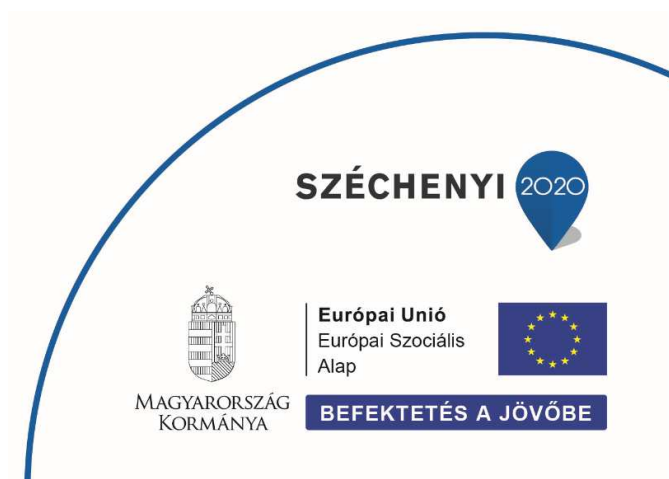 SZÉCHENYI 2020
Európai Unió
Európai Szociális
Alap
MAGYARORSZÁG
KORMÁNYA
BEFEKTETÉS A JÖVŐBE